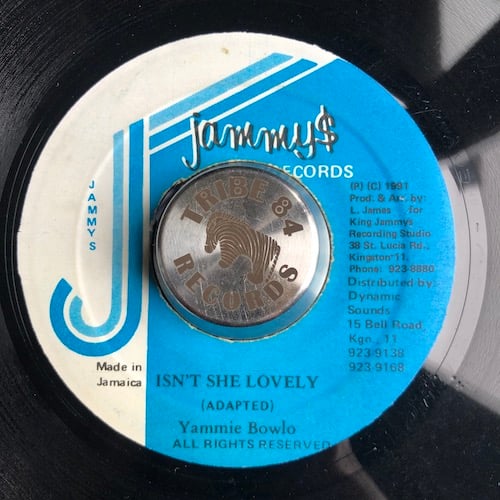 jammy$
RECORDS
JAMMYS
TRIBE 84
RECORDS
(P) (C) 1991
Prod. & Arr. by:
L. James for
King Jammys
Recording Studio
38 St. Lucia Rd.,
Kingston 11.
Phone: 923-9880
Distributed by:
Dynamic
Sounds
15 Bell Road,
Kgn. 11
923-9138
923-9168
Made in
Jamaica
ISN'T SHE LOVELY
(ADAPTED)
Yammie Bowlo
ALL RIGHTS RESERVED